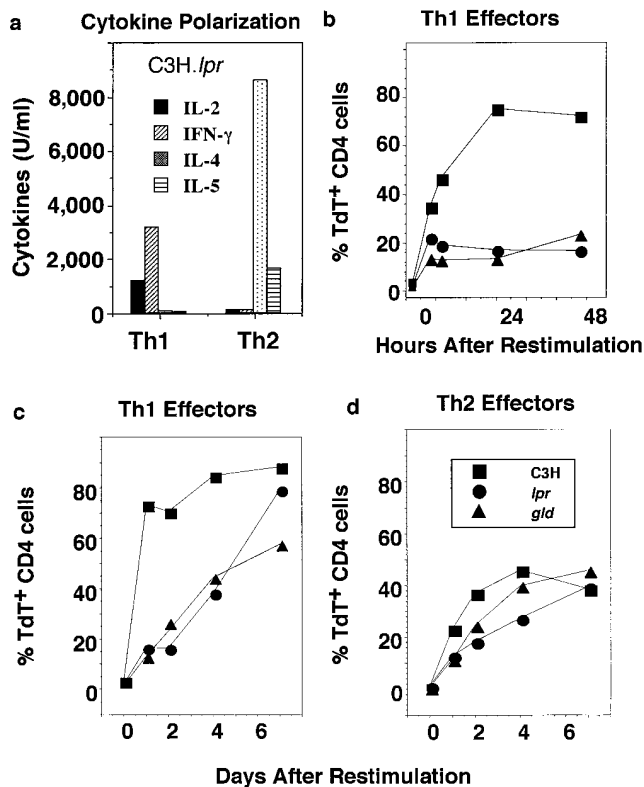 a
Cytokine Polarization
C3H.lpr
IL-2
IFN-γ
IL-4
IL-5
Cytokines (U/ml)
8,000
6,000
4,000
2,000
0
Th1
Th2
b
Th1 Effectors
% TdT+ CD4 cells
80
60
40
20
0
0
24
48
Hours After Restimulation
c
Th1 Effectors
% TdT+ CD4 cells
80
60
40
20
0
0
2
4
6
d
Th2 Effectors
C3H
lpr
gld
% TdT+ CD4 cells
80
60
40
20
0
0
2
4
6
Days After Restimulation